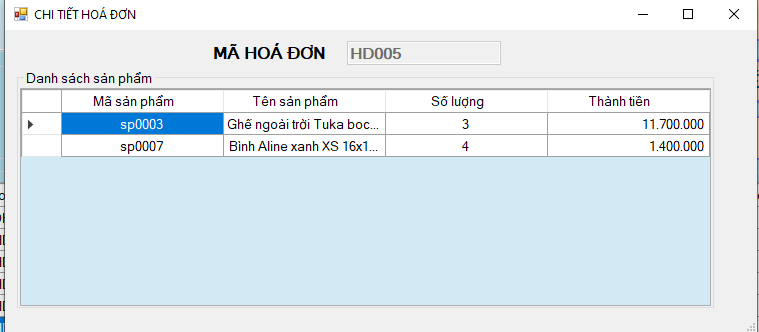 CHI TIẾT HOÁ ĐƠN
MÃ HOÁ ĐƠN HD005
Danh sách sản phẩm
Mã sản phẩm Tên sản phẩm Số lượng Thành tiền
sp0003 Ghế ngoài trời Tuka boc... 3 11.700.000
sp0007 Bình Aline xanh XS 16x1... 4 1.400.000